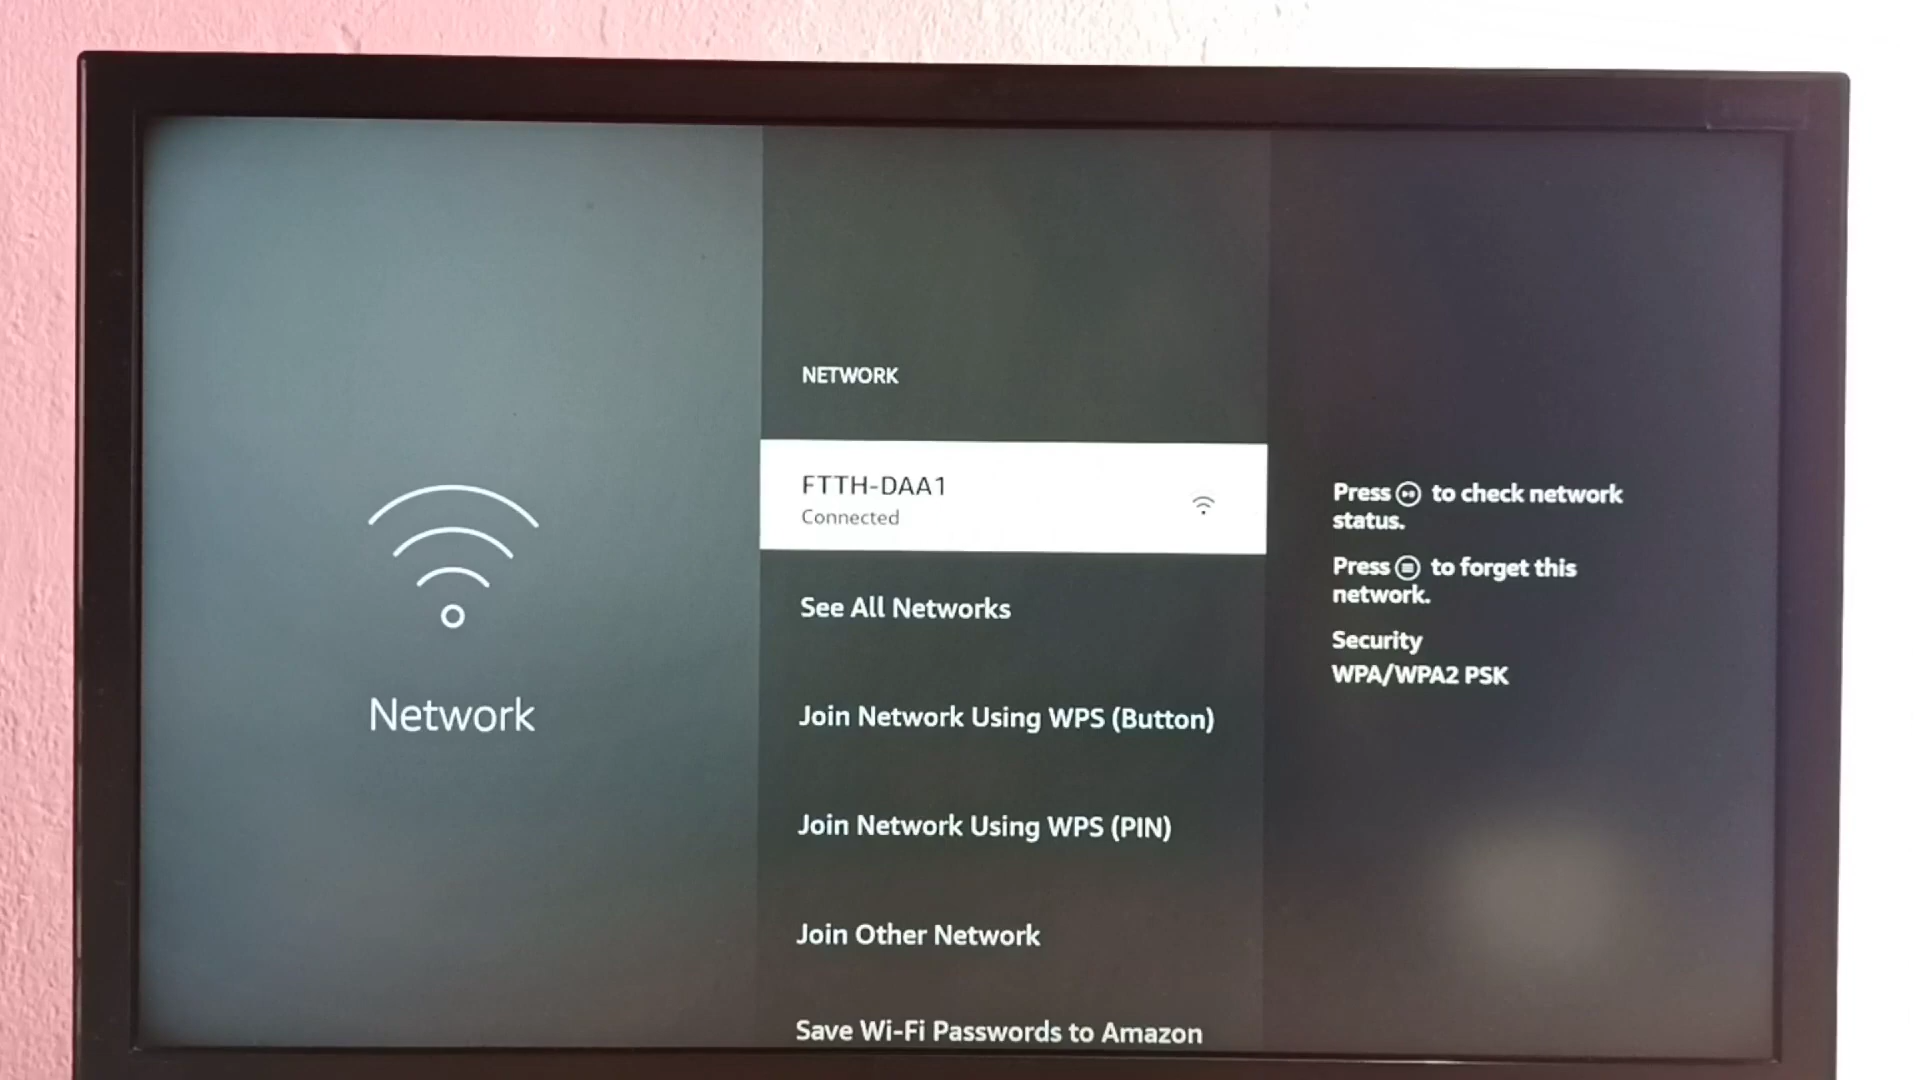 Network
NETWORK
FTTH-DAA1
Connected
See All Networks
Join Network Using WPS (Button)
Join Network Using WPS (PIN)
Join Other Network
Save Wi-Fi Passwords to Amazon
Press to check network
status.
Press to forget this
network.
Security
WPA/WPA2 PSK